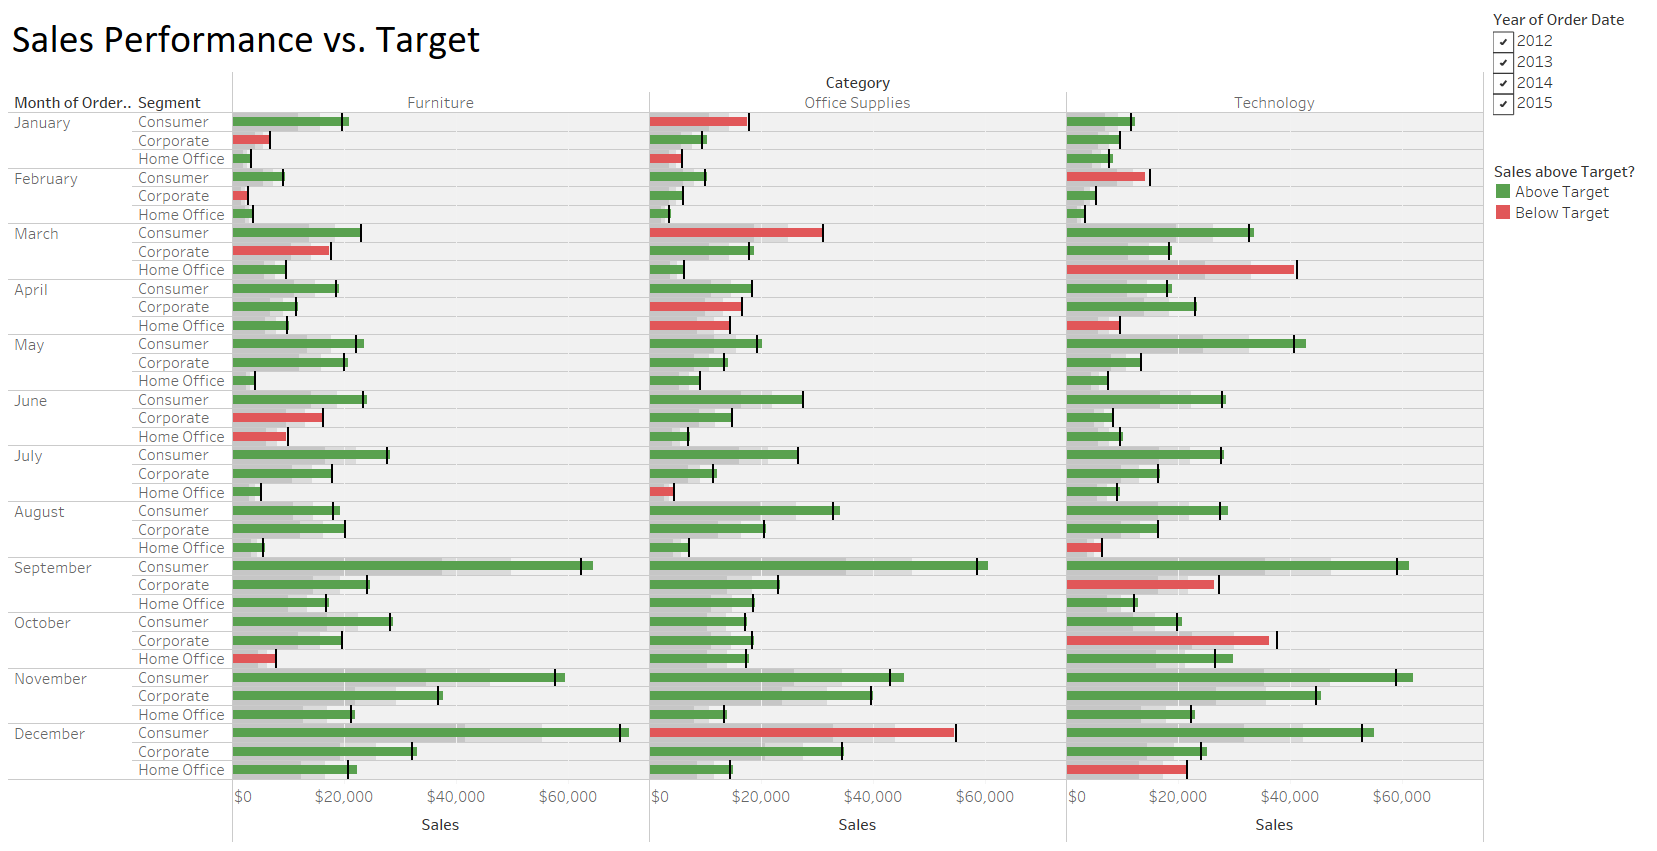 Sales Performance vs. Target
Year of Order Date
2012
2013
2014
2015
Sales above Target?
Above Target
Below Target
Category
Month of Order.. Segment Furniture Office Supplies Technology
January Consumer
Corporate
Home Office
February Consumer
Corporate
Home Office
March Consumer
Corporate
Home Office
April Consumer
Corporate
Home Office
May Consumer
Corporate
Home Office
June Consumer
Corporate
Home Office
July Consumer
Corporate
Home Office
August Consumer
Corporate
Home Office
September Consumer
Corporate
Home Office
October Consumer
Corporate
Home Office
November Consumer
Corporate
Home Office
December Consumer
Corporate
Home Office
$0 $20,000 $40,000 $60,000 $0 $20,000 $40,000 $60,000 $0 $20,000 $40,000 $60,000
Sales Sales Sales